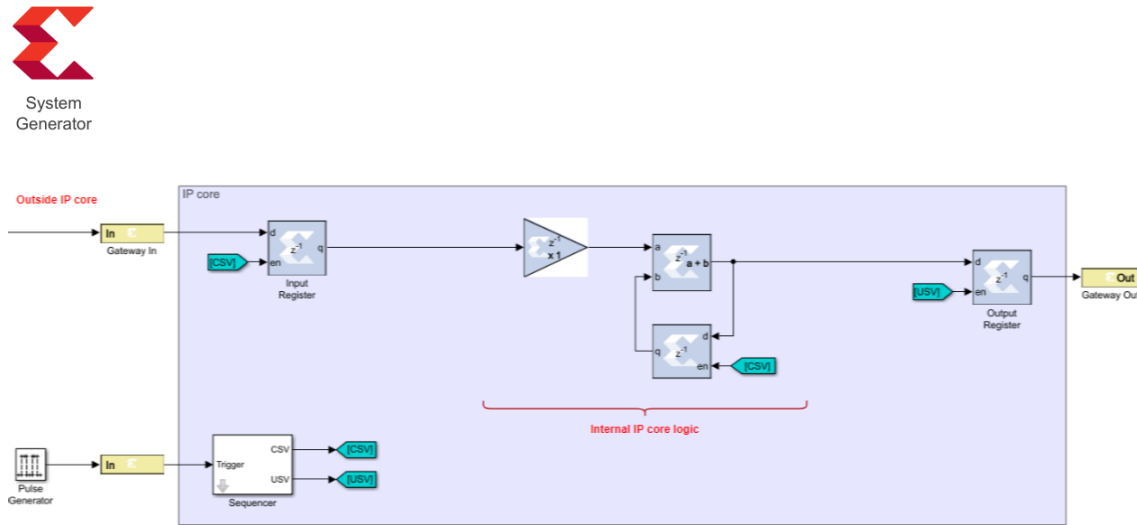 System
Generator
IP core
Outside IP core
In
Gateway In
d
q
en
z⁻¹
[CSV]
Input
Register
z⁻¹
x 1
a
b
z⁻¹
a + b
d
q
en
z⁻¹
[CSV]
d
q
en
z⁻¹
[USV]
Output
Register
Out
Gateway Out
Internal IP core logic
Pulse
Generator
In
Trigger
CSV
USV
Sequencer
[CSV]
[USV]